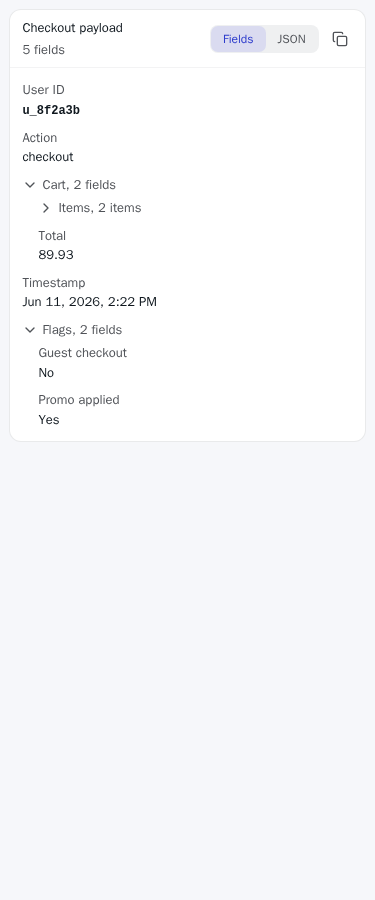 Checkout payload
5 fields
Fields
JSON
User ID
u_8f2a3b
Action
checkout
Cart, 2 fields
Items, 2 items
Total
89.93
Timestamp
Jun 11, 2026, 2:22 PM
Flags, 2 fields
Guest checkout
No
Promo applied
Yes